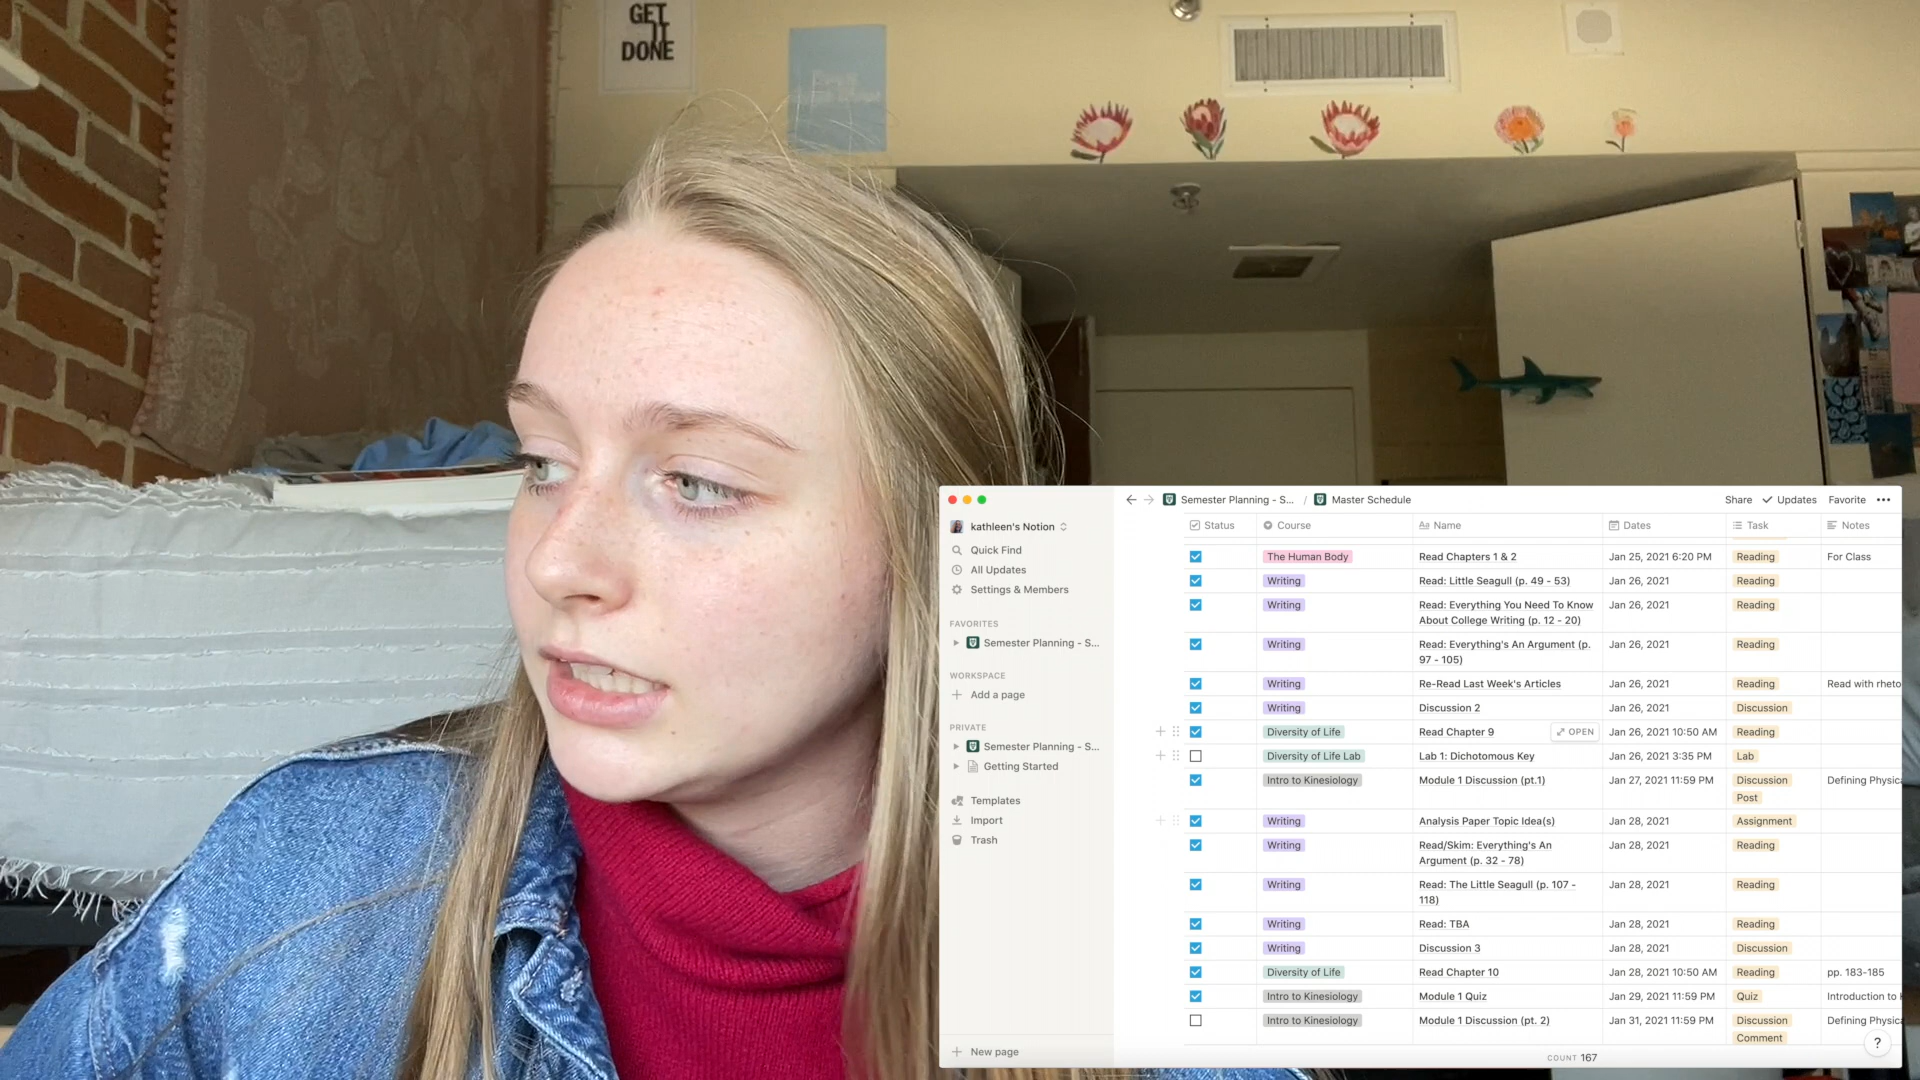 GET
IT
DONE
Semester Planning - S... / Master Schedule Share Updates Favorite
kathleen's Notion
Quick Find
All Updates
Settings & Members
FAVORITES
Semester Planning - S...
WORKSPACE
Add a page
PRIVATE
Semester Planning - S...
Getting Started
Templates
Import
Trash
New page
Status Course Name Dates Task Notes
The Human Body Read Chapters 1 & 2 Jan 25, 2021 6:20 PM Reading For Class
Writing Read: Little Seagull (p. 49 - 53) Jan 26, 2021 Reading
Writing Read: Everything You Need To Know Jan 26, 2021 Reading
About College Writing (p. 12 - 20)
Writing Read: Everything's An Argument (p. Jan 26, 2021 Reading
97 - 105)
Writing Re-Read Last Week's Articles Jan 26, 2021 Reading Read with rheto
Writing Discussion 2 Jan 26, 2021 Discussion
Diversity of Life Read Chapter 9 OPEN Jan 26, 2021 10:50 AM Reading
Diversity of Life Lab Lab 1: Dichotomous Key Jan 26, 2021 3:35 PM Lab
Intro to Kinesiology Module 1 Discussion (pt.1) Jan 27, 2021 11:59 PM Discussion Defining Physica
Post
Writing Analysis Paper Topic Idea(s) Jan 28, 2021 Assignment
Writing Read/Skim: Everything's An Jan 28, 2021 Reading
Argument (p. 32 - 78)
Writing Read: The Little Seagull (p. 107 - Jan 28, 2021 Reading
118)
Writing Read: TBA Jan 28, 2021 Reading
Writing Discussion 3 Jan 28, 2021 Discussion
Diversity of Life Read Chapter 10 Jan 28, 2021 10:50 AM Reading pp. 183-185
Intro to Kinesiology Module 1 Quiz Jan 29, 2021 11:59 PM Quiz Introduction to
Intro to Kinesiology Module 1 Discussion (pt. 2) Jan 31, 2021 11:59 PM Discussion Defining Physica
Comment
COUNT 167
?